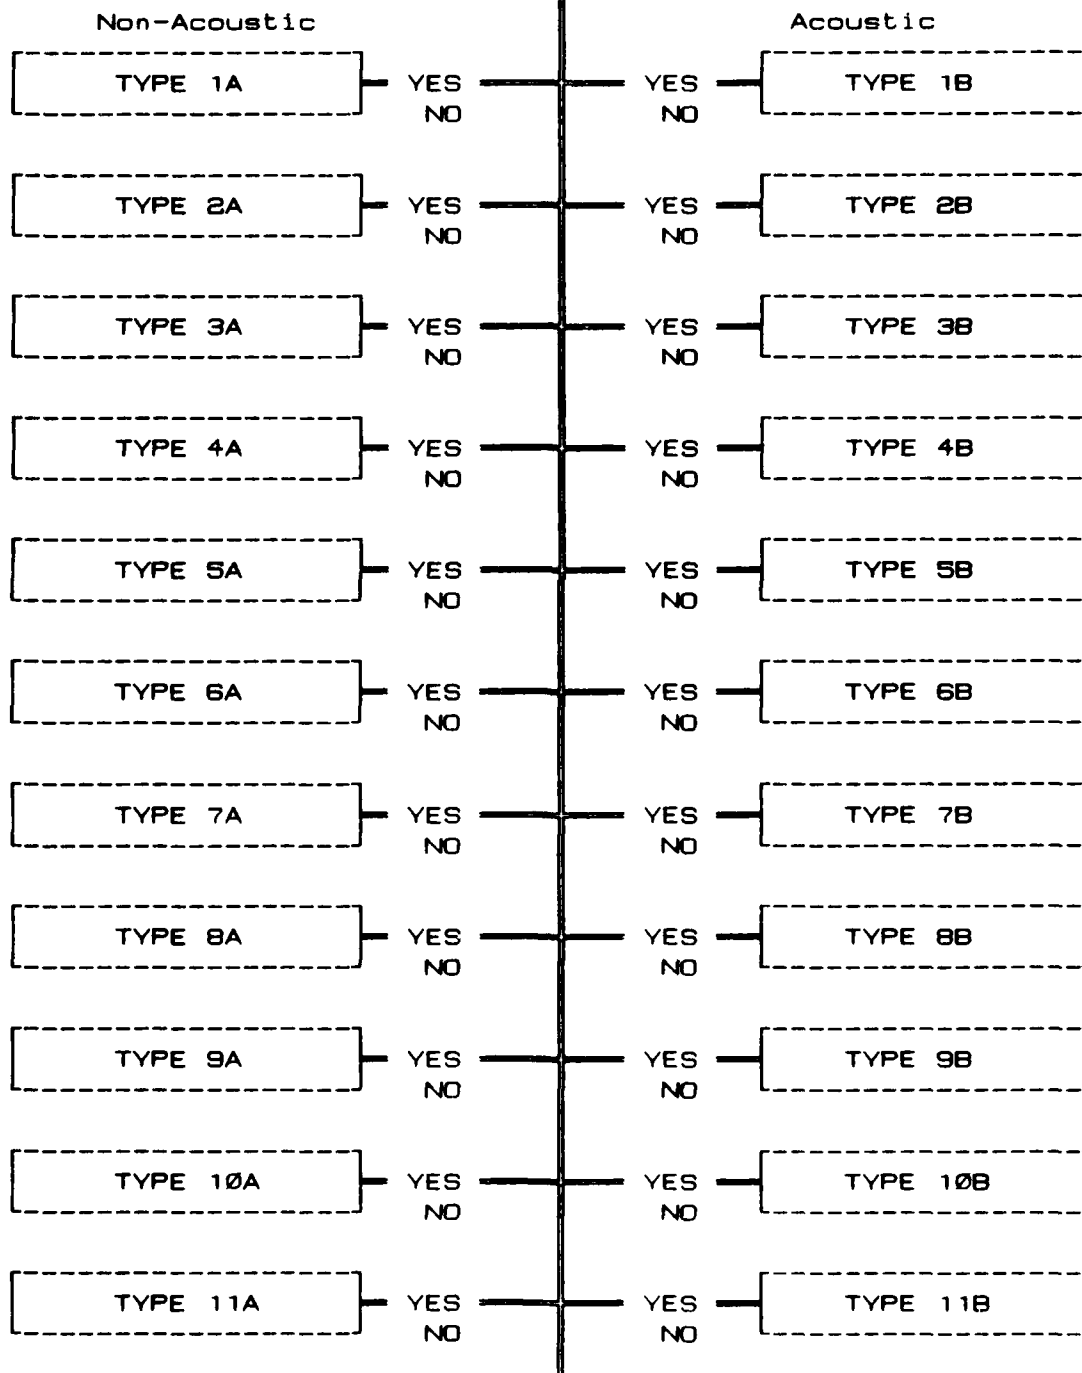 Non-Acoustic Acoustic
TYPE 1A YES YES TYPE 1B
NO NO
TYPE 2A YES YES TYPE 2B
NO NO
TYPE 3A YES YES TYPE 3B
NO NO
TYPE 4A YES YES TYPE 4B
NO NO
TYPE 5A YES YES TYPE 5B
NO NO
TYPE 6A YES YES TYPE 6B
NO NO
TYPE 7A YES YES TYPE 7B
NO NO
TYPE 8A YES YES TYPE 8B
NO NO
TYPE 9A YES YES TYPE 9B
NO NO
TYPE 1ØA YES YES TYPE 1ØB
NO NO
TYPE 11A YES YES TYPE 11B
NO NO